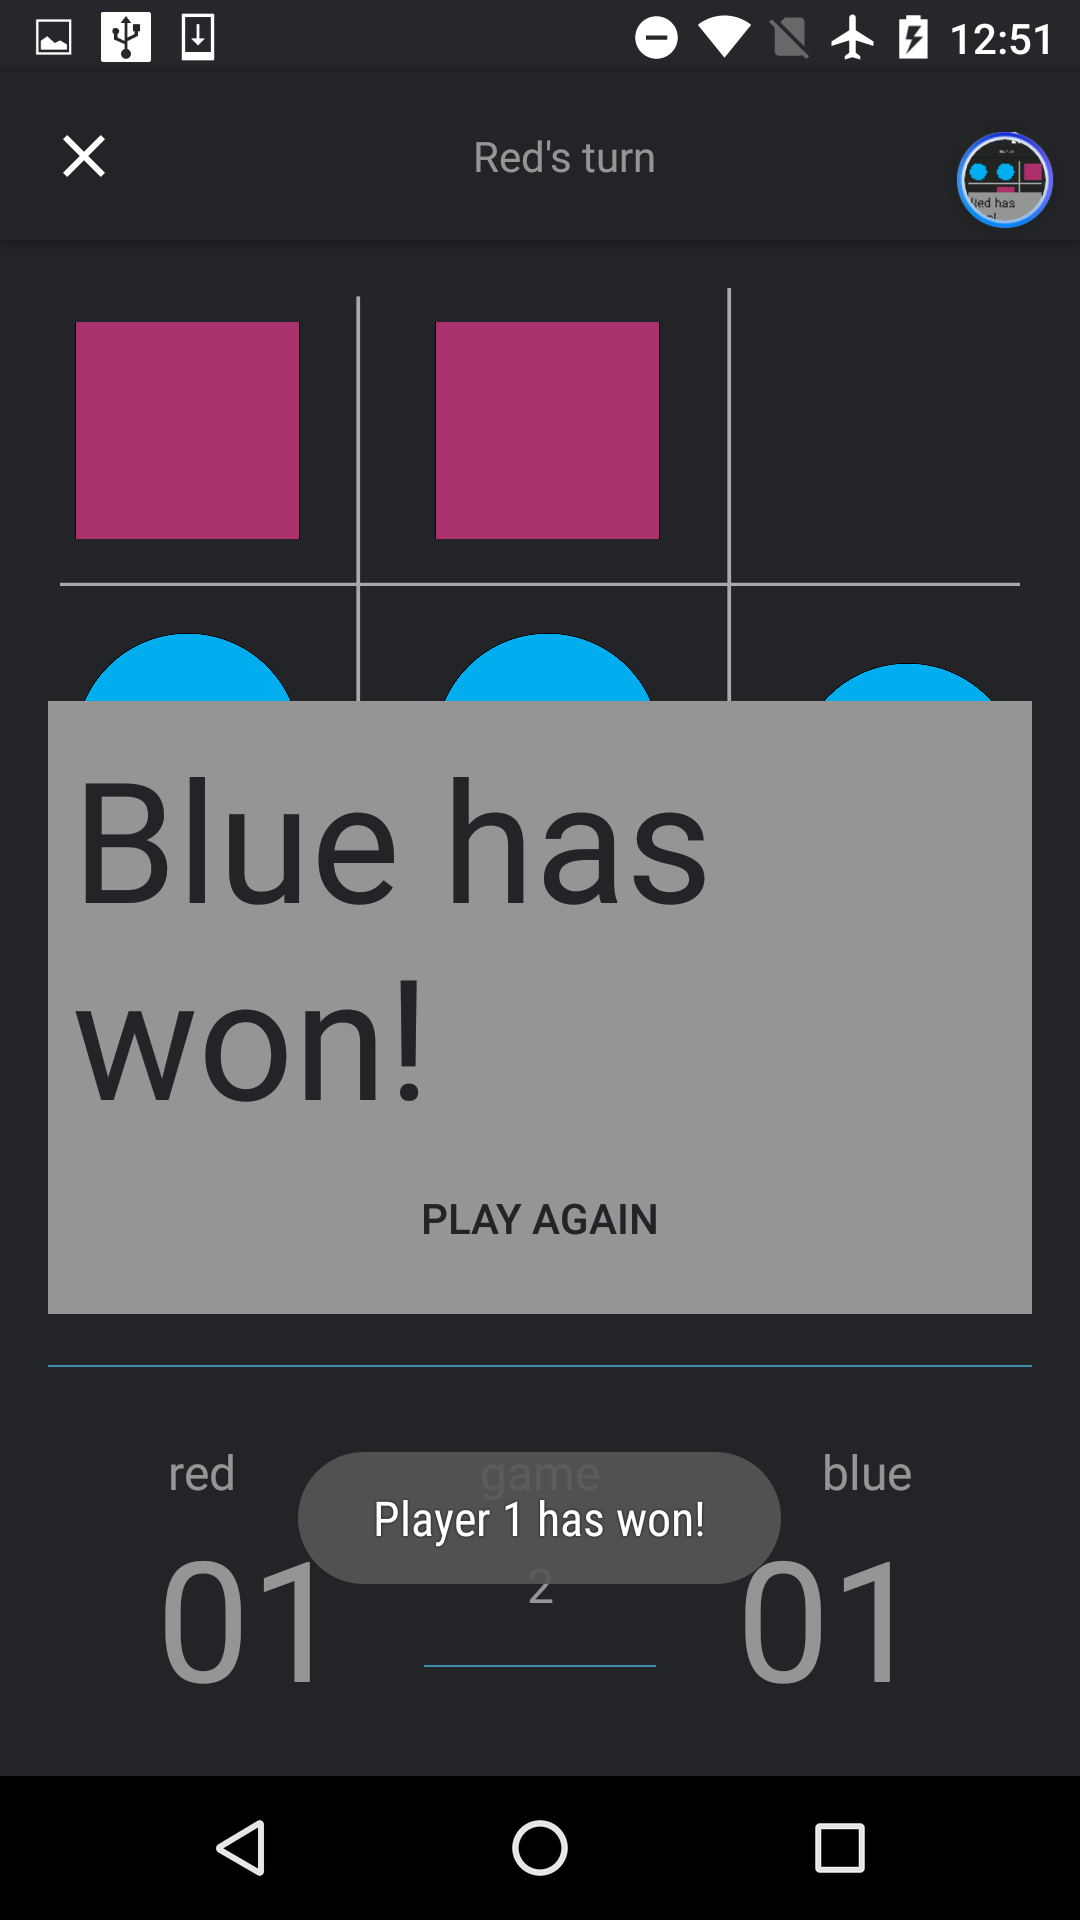 12:51
Red's turn
Red has
Blue has
won!
PLAY AGAIN
red
game
blue
Player 1 has won!
01
2
01